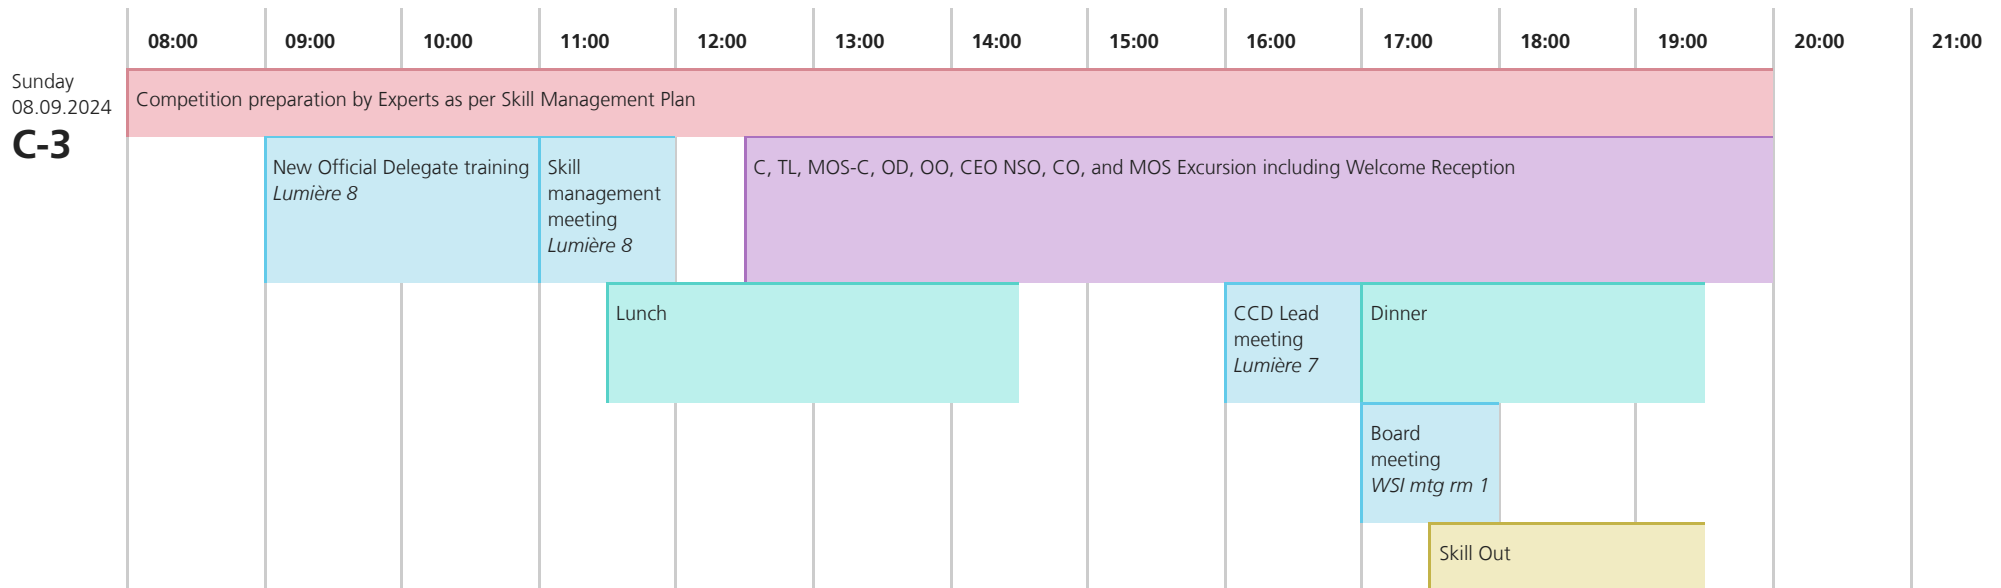 08:00 09:00 10:00 11:00 12:00 13:00 14:00 15:00 16:00 17:00 18:00 19:00 20:00 21:00
Sunday
08.09.2024
C-3
Competition preparation by Experts as per Skill Management Plan
New Official Delegate training
Lumière 8
Skill
management
meeting
Lumière 8
C, TL, MOS-C, OD, OO, CEO NSO, CO, and MOS Excursion including Welcome Reception
Lunch
CCD Lead
meeting
Lumière 7
Dinner
Board
meeting
WSI mtg rm 1
Skill Out